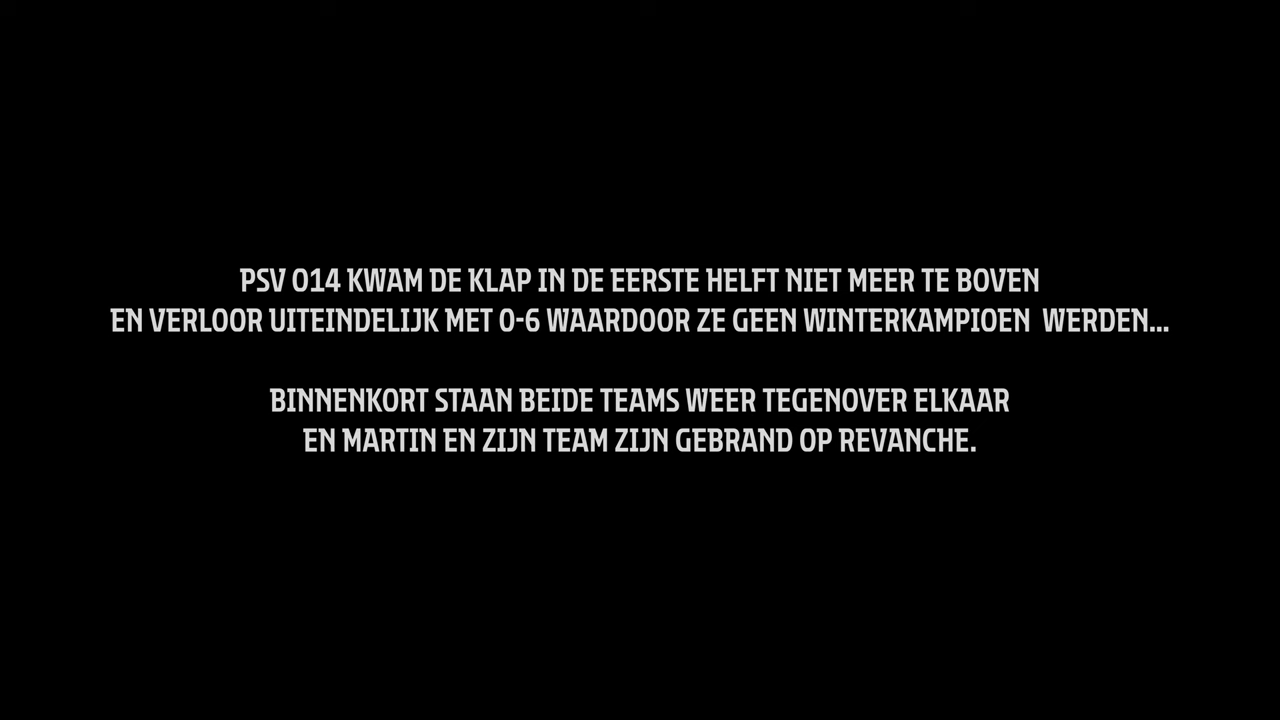 PSV O14 KWAM DE KLAP IN DE EERSTE HELFT NIET MEER TE BOVEN
EN VERLOOR UITEINDELIJK MET 0-6 WAARDOOR ZE GEEN WINTERKAMPIOEN  WERDEN...
BINNENKORT STAAN BEIDE TEAMS WEER TEGENOVER ELKAAR
EN MARTIN EN ZIJN TEAM ZIJN GEBRAND OP REVANCHE.